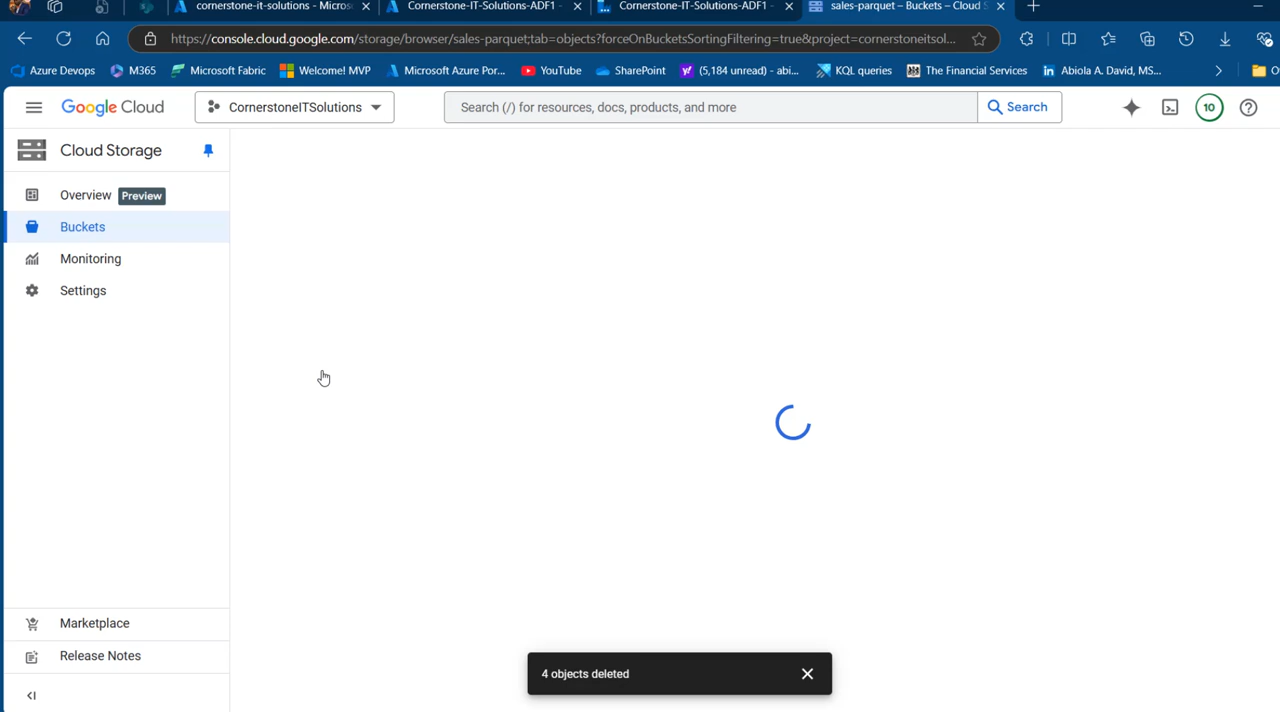 cornerstone-it-solutions - Micros
Cornerstone-IT-Solutions-ADF1 -
Cornerstone-IT-Solutions-ADF1 -
sales-parquet – Buckets – Cloud S
https://console.cloud.google.com/storage/browser/sales-parquet;tab=objects?forceOnBucketsSortingFiltering=true&project=cornerstoneitsol...
Azure Devops
M365
Microsoft Fabric
Welcome! MVP
Microsoft Azure Por...
YouTube
SharePoint
(5,184 unread) - abi...
KQL queries
The Financial Services
Abiola A. David, MS...
Google Cloud
CornerstoneITSolutions
Search (/) for resources, docs, products, and more
Search
10
Cloud Storage
Overview
Preview
Buckets
Monitoring
Settings
Marketplace
Release Notes
4 objects deleted